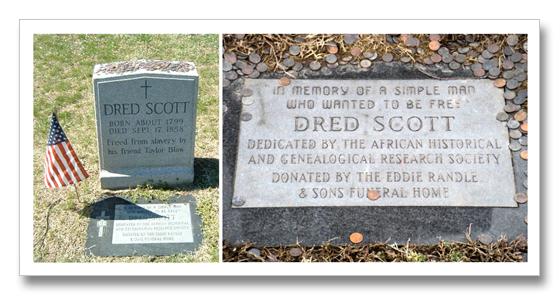 DRED SCOTT
BORN ABOUT 1799
DIED SEPT. 17, 1858
Freed from slavery by
his friend Taylor Blow
IN MEMORY OF A SIMPLE MAN
WHO WANTED TO BE FREE
DRED SCOTT
DEDICATED BY THE AFRICAN HISTORICAL
AND GENEALOGICAL RESEARCH SOCIETY
DONATED BY THE EDDIE RANDLE
& SONS FUNERAL HOME